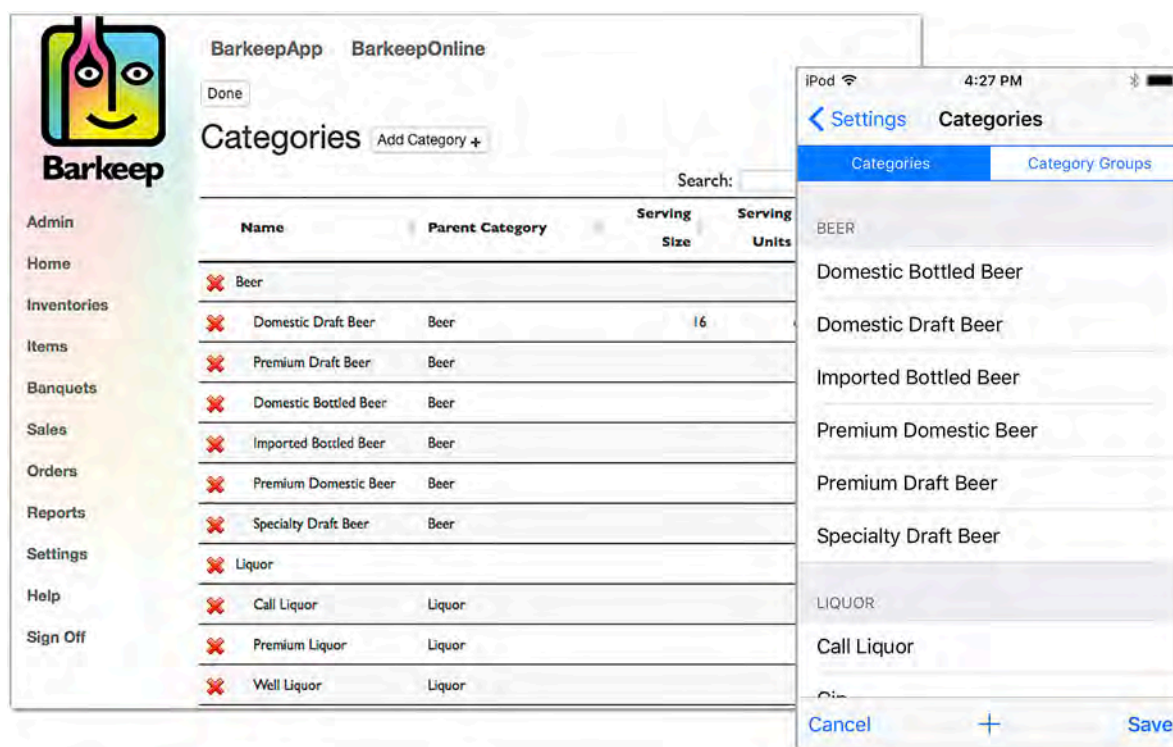 BarkeepApp BarkeepOnline
Done
Categories Add Category +
Barkeep
Search:
Admin
Home
Inventories
Items
Banquets
Sales
Orders
Reports
Settings
Help
Sign Off
Name Parent Category Serving Size Serving Units
Beer
Domestic Draft Beer Beer 16
Premium Draft Beer Beer
Domestic Bottled Beer Beer
Imported Bottled Beer Beer
Premium Domestic Beer Beer
Specialty Draft Beer Beer
Liquor
Call Liquor Liquor
Premium Liquor Liquor
Well Liquor Liquor
iPod 4:27 PM
Settings Categories
Categories Category Groups
BEER
Domestic Bottled Beer
Domestic Draft Beer
Imported Bottled Beer
Premium Domestic Beer
Premium Draft Beer
Specialty Draft Beer
LIQUOR
Call Liquor
Cancel + Save